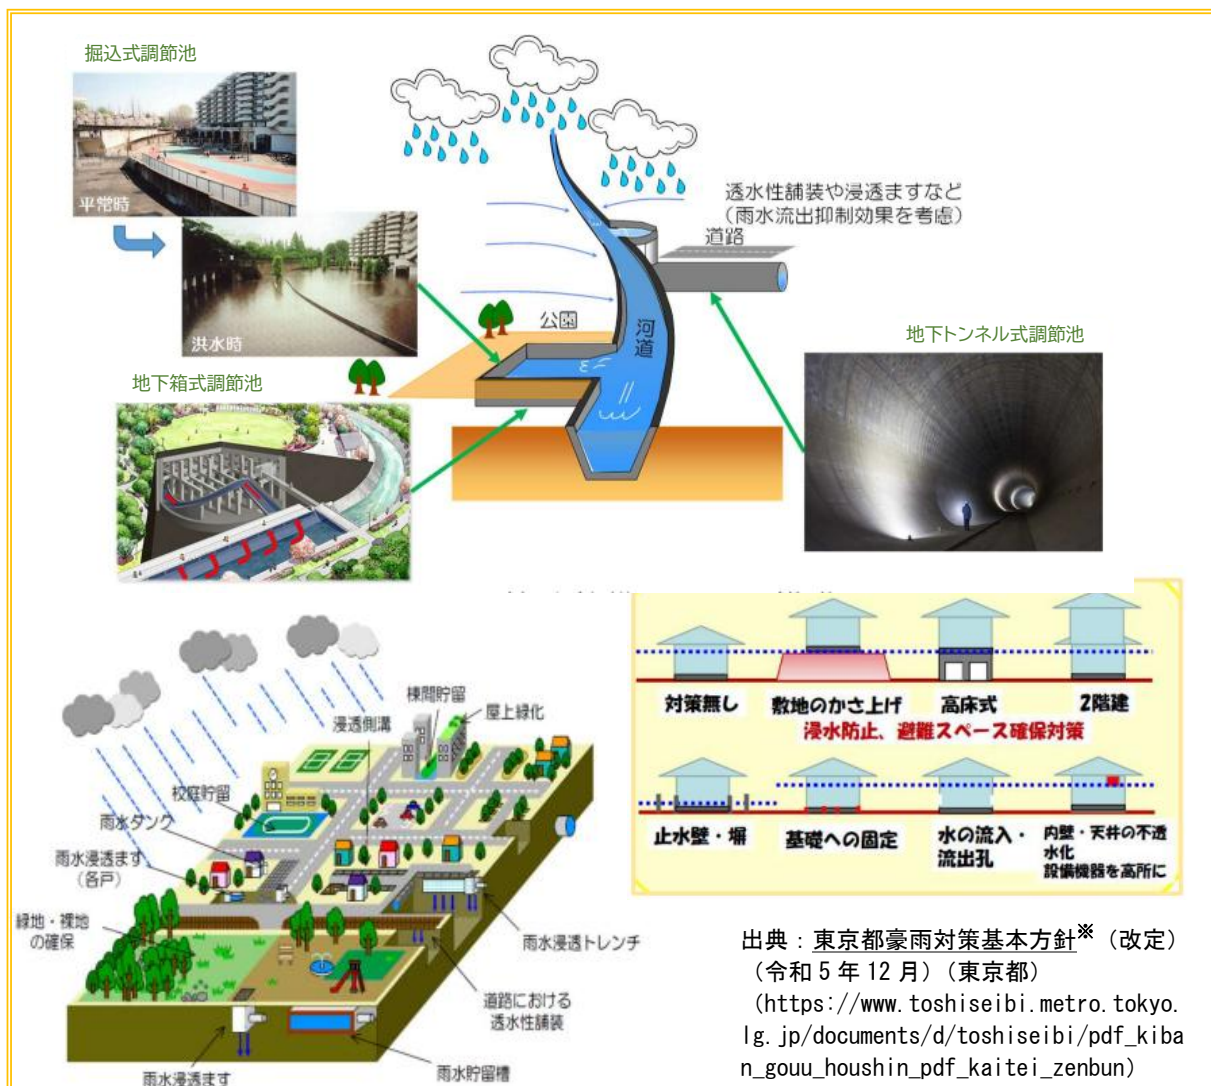 掘込式調節池
平常時
洪水時
透水性舗装や浸透ますなど
(雨水流出抑制効果を考慮)
道路
公園
河道
地下トンネル式調節池
地下箱式調節池
棟間貯留
屋上緑化
浸透側溝
校庭貯留
雨水タンク
雨水浸透ます
(各戸)
緑地・裸地
の確保
雨水浸透トレンチ
道路における
透水性舗装
雨水浸透ます
雨水貯留槽
対策無し
敷地のかさ上げ
高床式
2階建
浸水防止、避難スペース確保対策
止水壁・塀
基礎への固定
水の流入・
流出孔
内壁・天井の不透
水化
設備機器を高所に
出典：東京都豪雨対策基本方針※（改定）
（令和5年12月）（東京都）
（https://www.toshiseibi.metro.tokyo.
lg.jp/documents/d/toshiseibi/pdf_kiba
n_gouu_houshin_pdf_kaitei_zenbun）